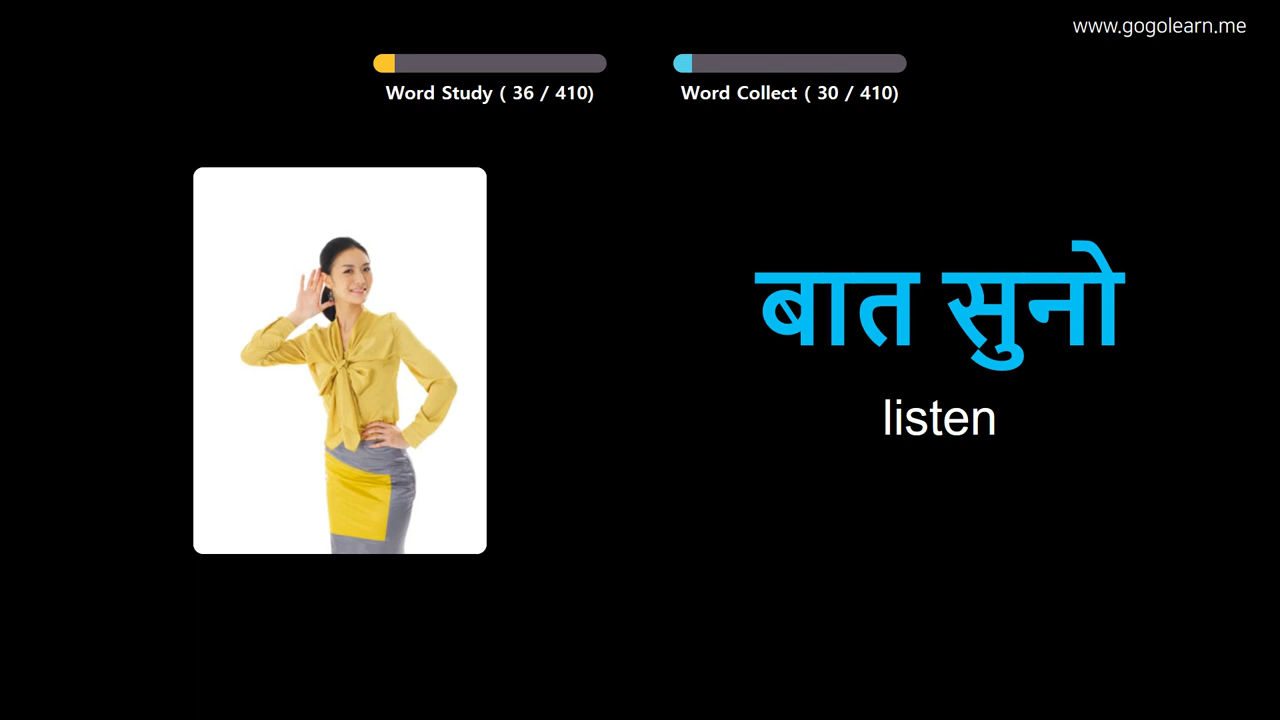 www.gogolearn.me
Word Study ( 36 / 410)
Word Collect ( 30 / 410)
बात सुनो
listen